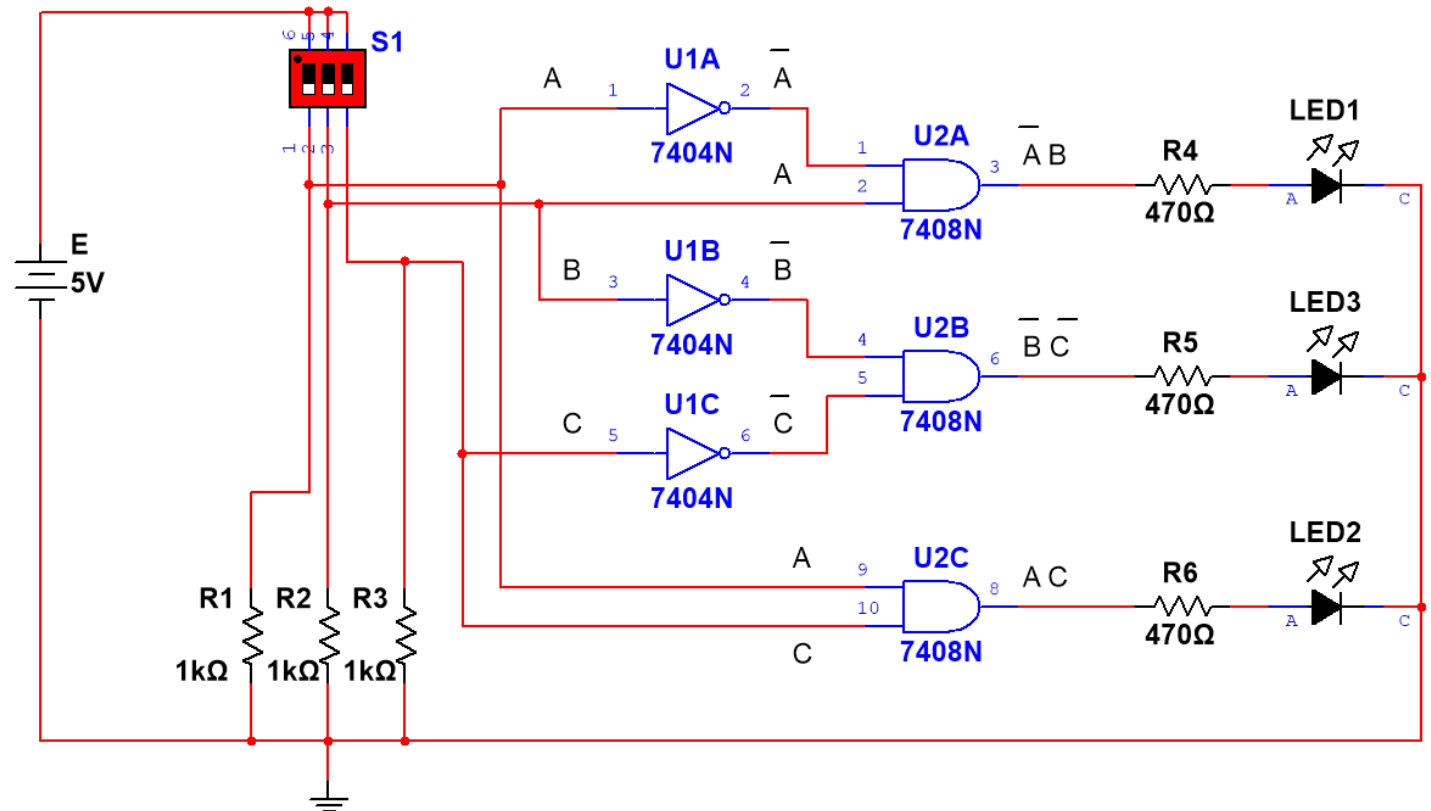 6 5 4
S1
E
5V
1 2 3
A
1
U1A
2
A̅
7404N
1
A
2
U2A
3
7408N
A̅ B
R4
470Ω
LED1
A
C
B
3
U1B
4
B̅
7404N
4
5
U2B
6
7408N
B̅ C̅
R5
470Ω
LED3
A
C
C
5
U1C
6
C̅
7404N
A
9
10
C
U2C
8
7408N
A C
R6
470Ω
LED2
A
C
R1
1kΩ
R2
1kΩ
R3
1kΩ